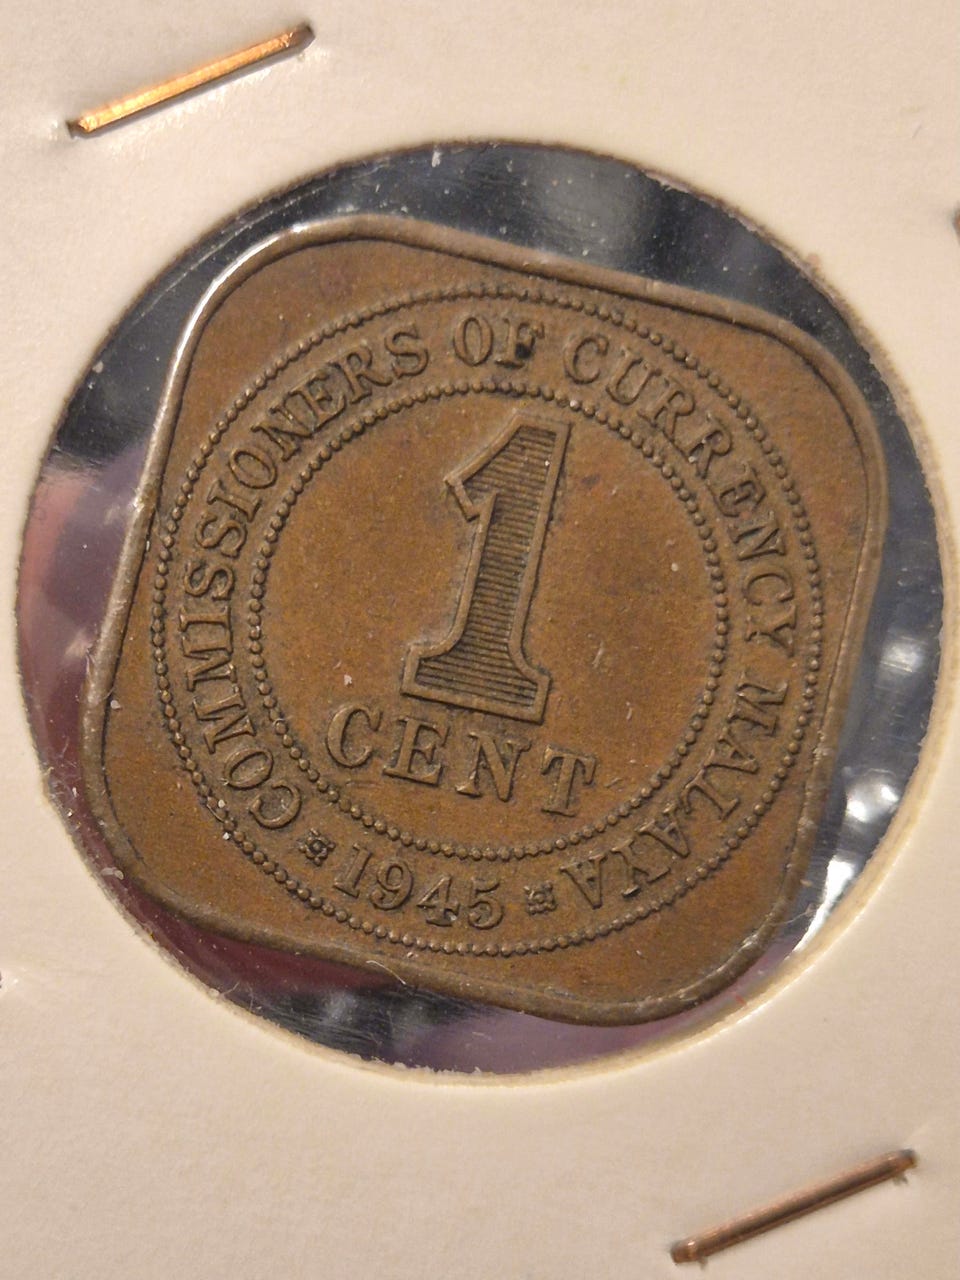 COMMISSIONERS OF CURRENCY MALAYA
1
CENT
1945